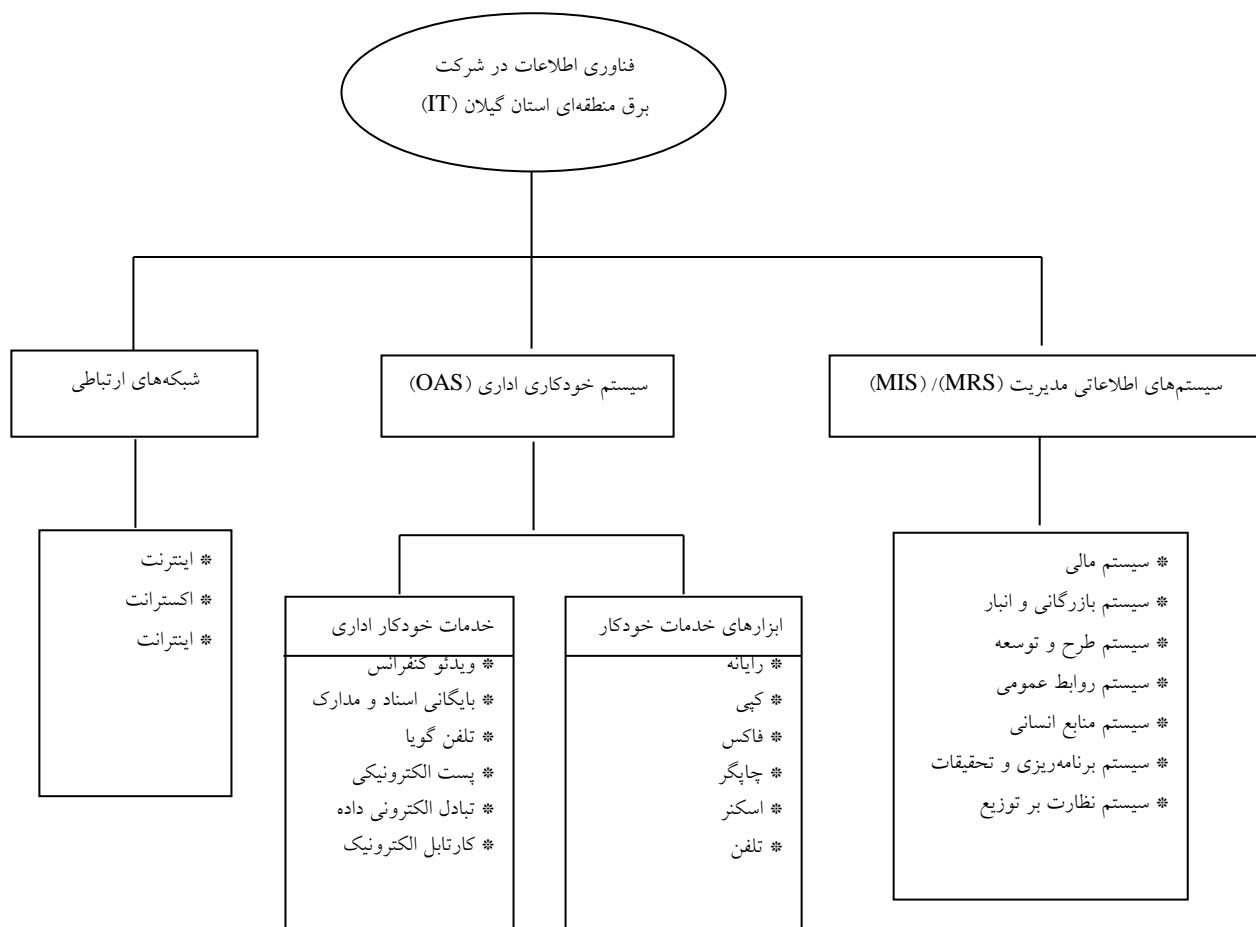 فناوری اطلاعات در شرکت
برق منطقه‌ای استان گیلان (IT)
سیستم‌های اطلاعاتی مدیریت (MRS)/ (MIS)
سیستم خودکاری اداری (OAS)
شبکه‌های ارتباطی
* سیستم مالی
* سیستم بازرگانی و انبار
* سیستم طرح و توسعه
* سیستم روابط عمومی
* سیستم منابع انسانی
* سیستم برنامه‌ریزی و تحقیقات
* سیستم نظارت بر توزیع
ابزارهای خدمات خودکار
* رایانه
* کپی
* فاکس
* چاپگر
* اسکنر
* تلفن
خدمات خودکار اداری
* ویدئو کنفرانس
* بایگانی اسناد و مدارک
* تلفن گویا
* پست الکترونیکی
* تبادل الکترونی داده
* کارتابل الکترونیک
* اینترنت
* اکسترانت
* اینترانت